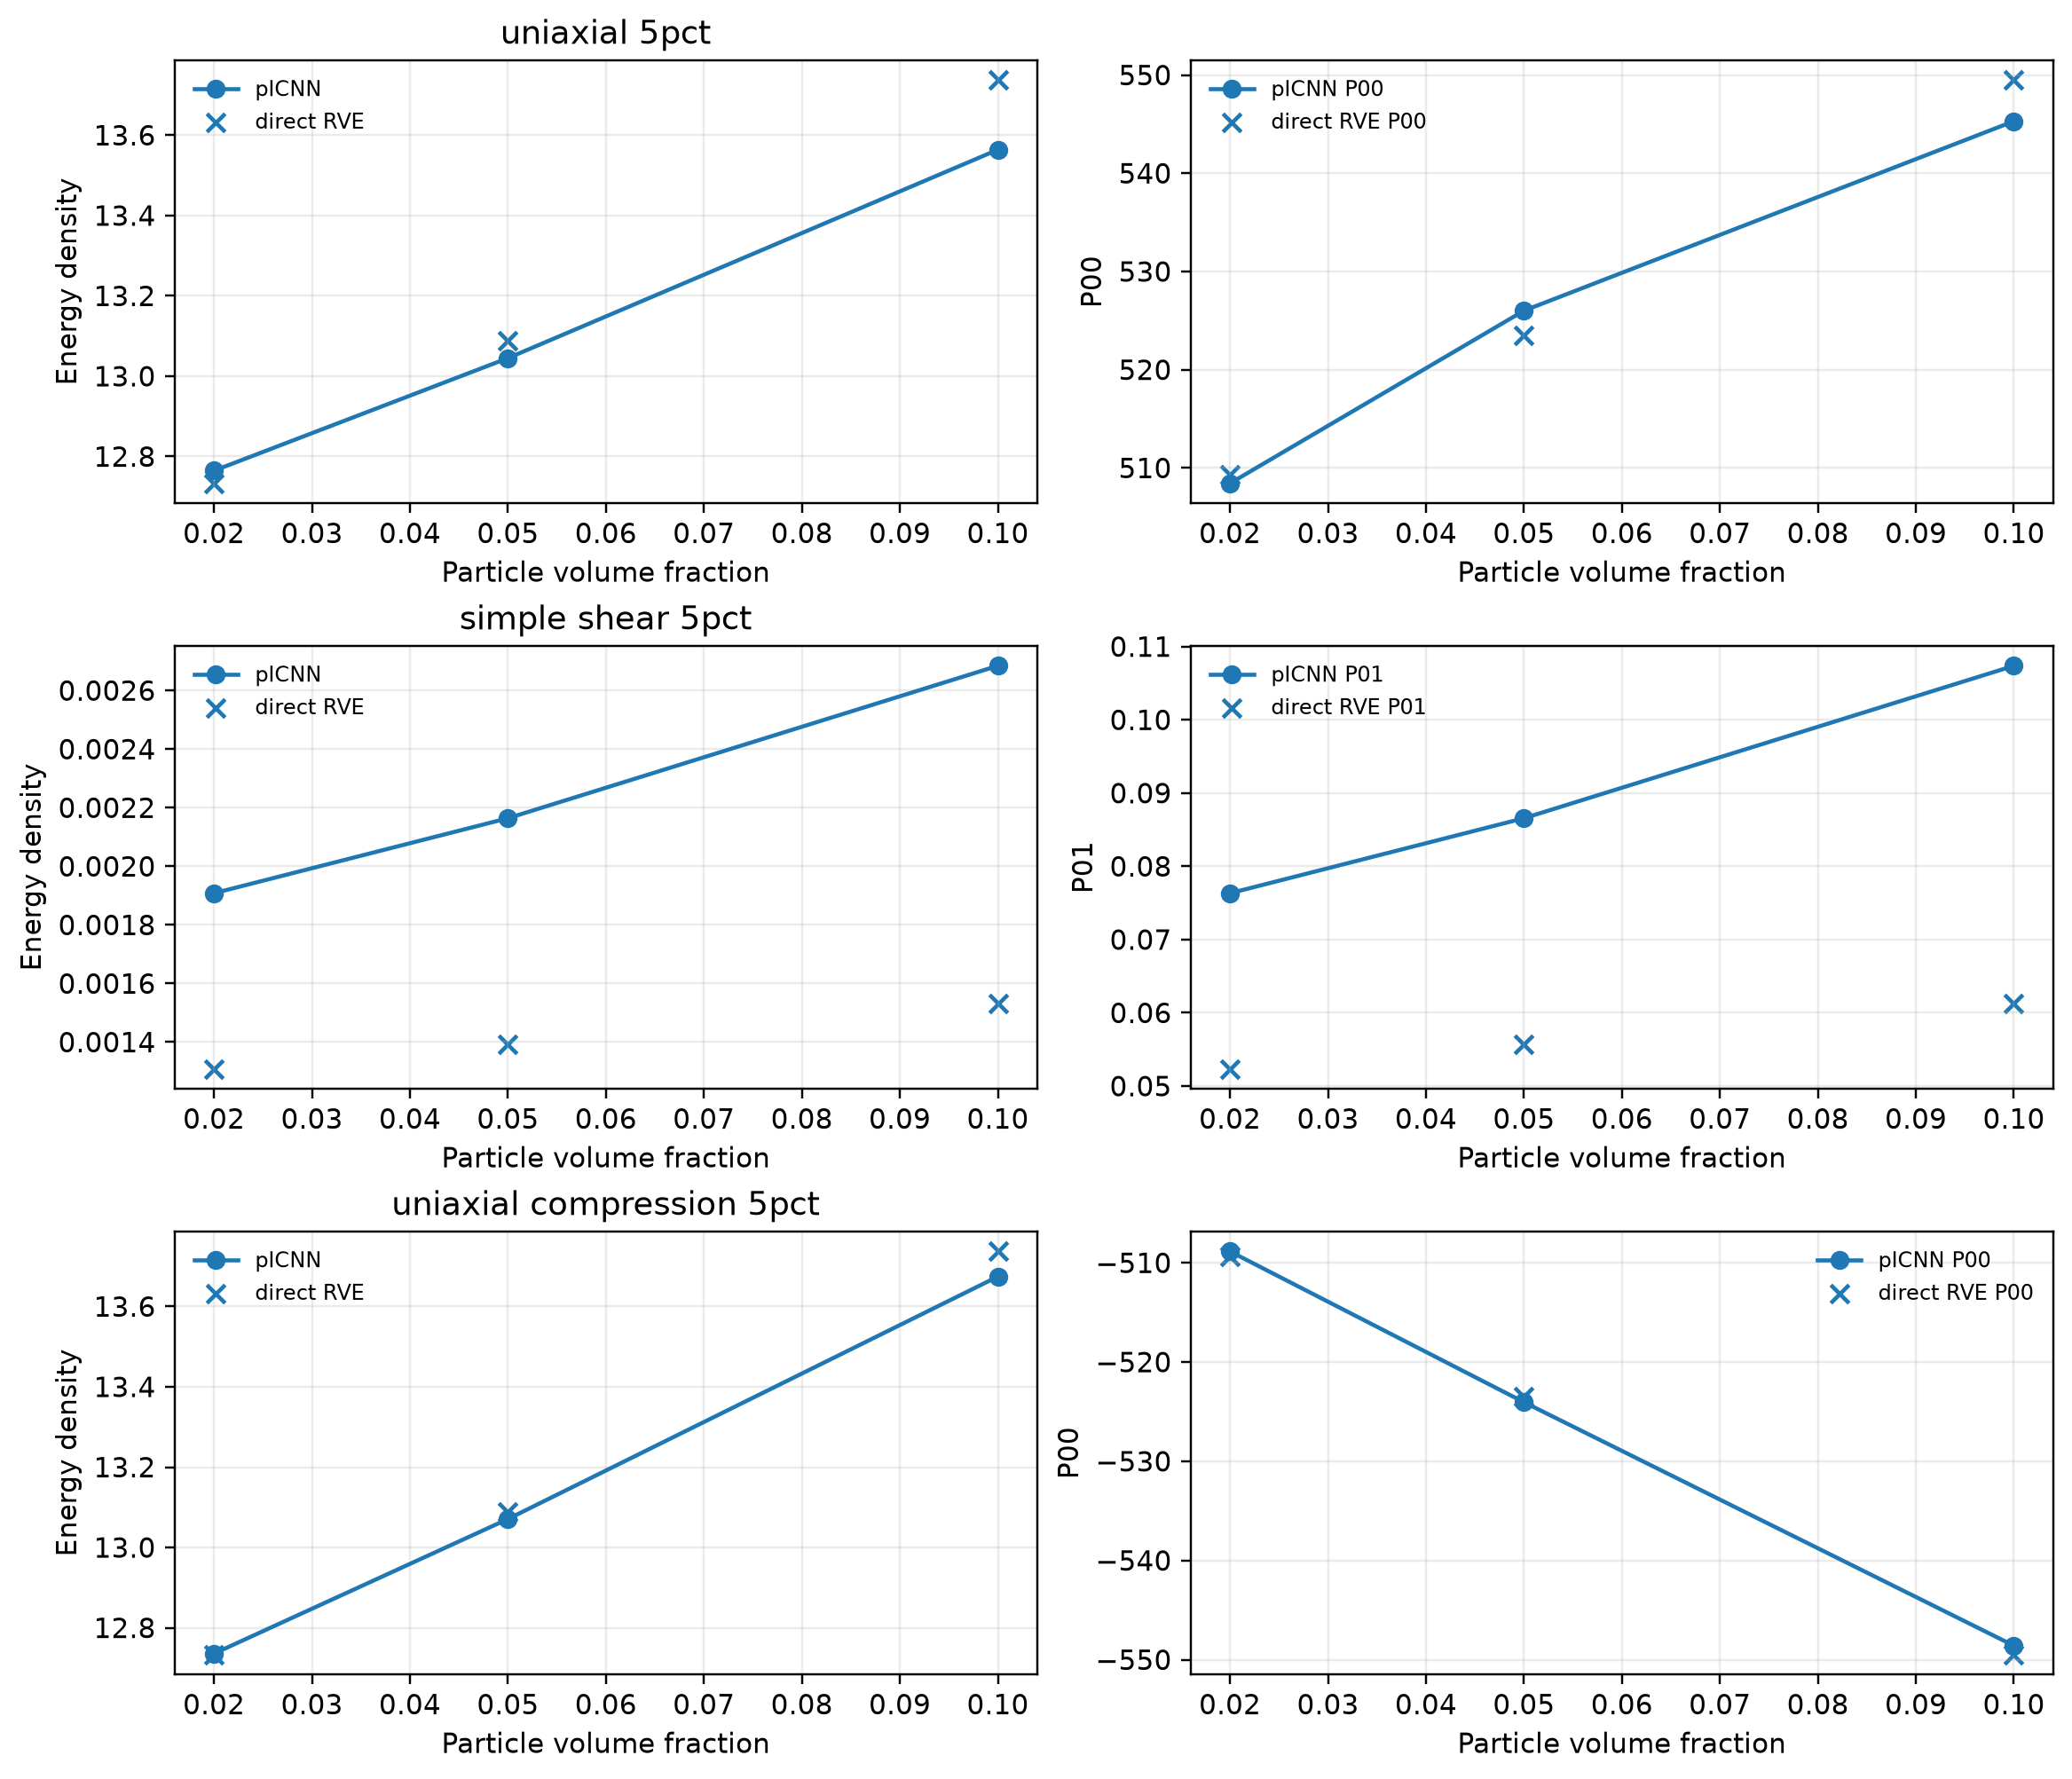 uniaxial 5pct
pICNN
direct RVE
Energy density
13.6
13.4
13.2
13.0
12.8
0.02 0.03 0.04 0.05 0.06 0.07 0.08 0.09 0.10
Particle volume fraction
pICNN P00
direct RVE P00
P00
550
540
530
520
510
0.02 0.03 0.04 0.05 0.06 0.07 0.08 0.09 0.10
Particle volume fraction
simple shear 5pct
pICNN
direct RVE
Energy density
0.0026
0.0024
0.0022
0.0020
0.0018
0.0016
0.0014
0.02 0.03 0.04 0.05 0.06 0.07 0.08 0.09 0.10
Particle volume fraction
pICNN P01
direct RVE P01
P01
0.11
0.10
0.09
0.08
0.07
0.06
0.05
0.02 0.03 0.04 0.05 0.06 0.07 0.08 0.09 0.10
Particle volume fraction
uniaxial compression 5pct
pICNN
direct RVE
Energy density
13.6
13.4
13.2
13.0
12.8
0.02 0.03 0.04 0.05 0.06 0.07 0.08 0.09 0.10
Particle volume fraction
pICNN P00
direct RVE P00
P00
−510
−520
−530
−540
−550
0.02 0.03 0.04 0.05 0.06 0.07 0.08 0.09 0.10
Particle volume fraction